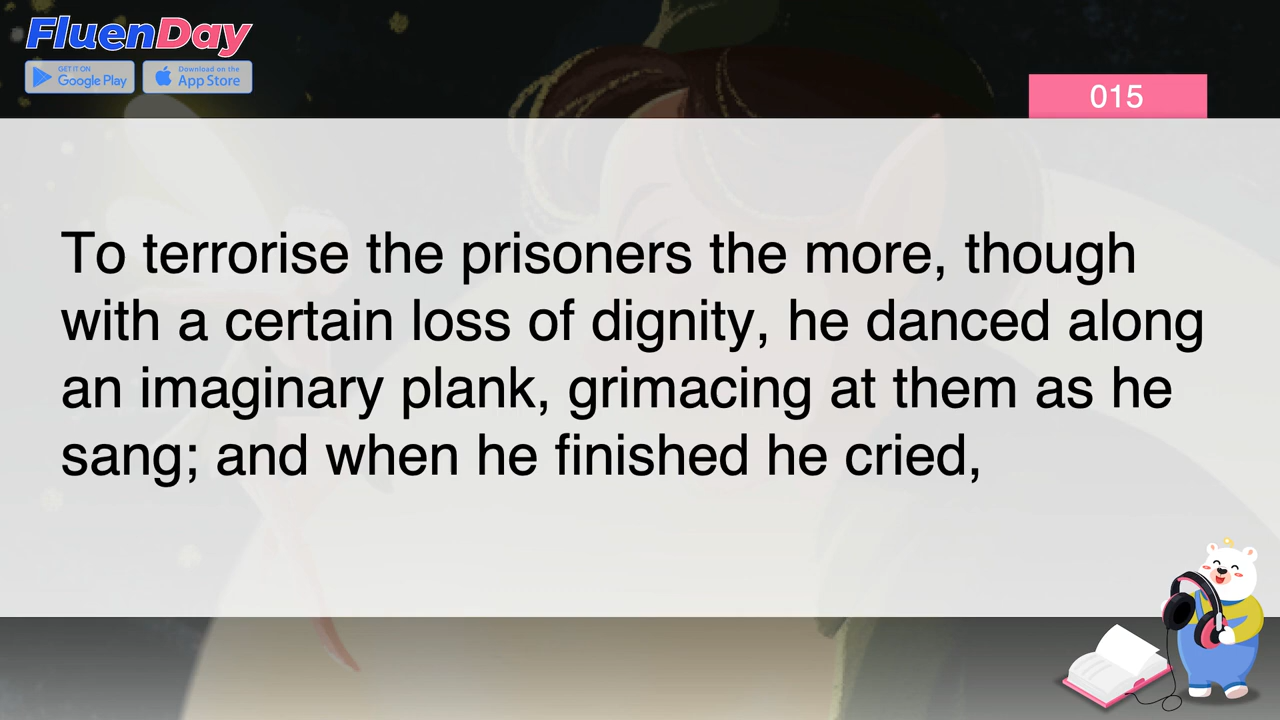 FluenDay
GET IT ON
Google Play
Download on the
App Store
015
To terrorise the prisoners the more, though
with a certain loss of dignity, he danced along
an imaginary plank, grimacing at them as he
sang; and when he finished he cried,